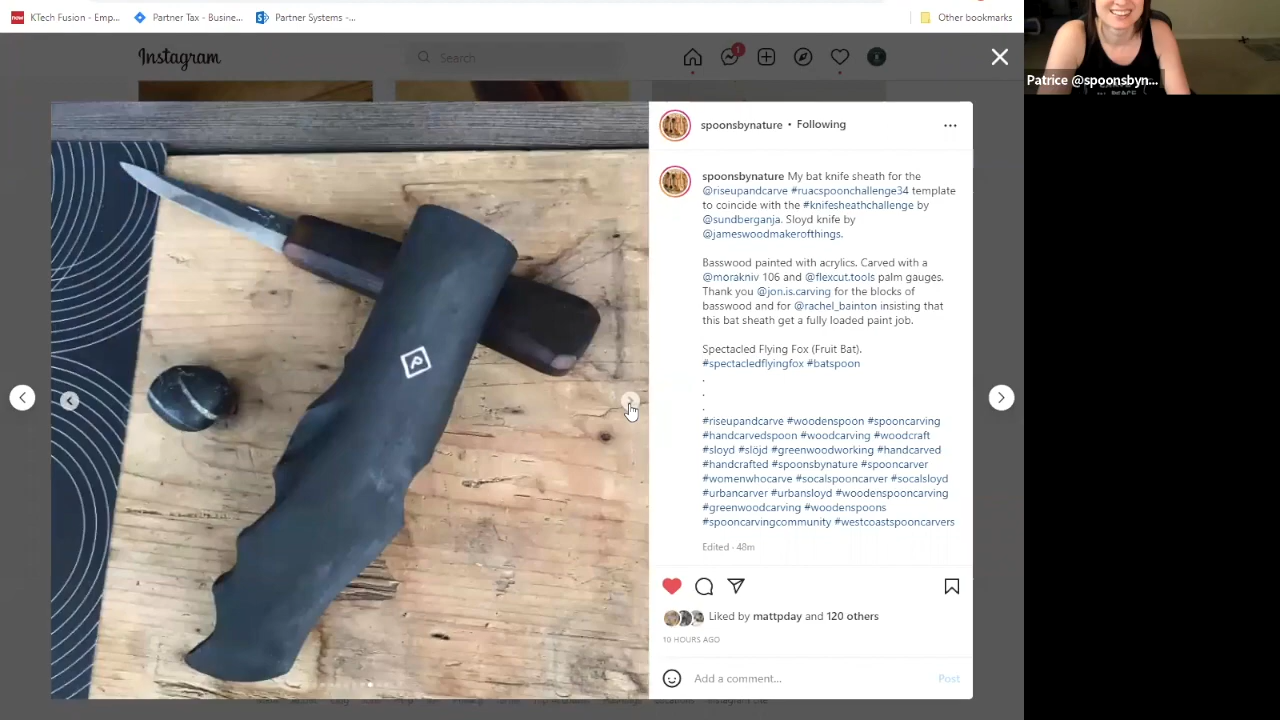 KTech Fusion - Emp...
Partner Tax - Busine...
Partner Systems -...
Other bookmarks
Instagram
Search
1
Patrice @spoonsbyn...
spoonsbynature • Following
spoonsbynature My bat knife sheath for the
@riseupandcarve #ruacspoonchallenge34 template
to coincide with the #knifesheathchallenge by
@sundberganja. Sloyd knife by
@jameswoodmakerofthings.
Basswood painted with acrylics. Carved with a
@morakniv 106 and @flexcut.tools palm gauges.
Thank you @jon.is.carving for the blocks of
basswood and for @rachel_bainton insisting that
this bat sheath get a fully loaded paint job.
Spectacled Flying Fox (Fruit Bat).
#spectacledflyingfox #batspoon
.
.
.
#riseupandcarve #woodenspoon #spooncarving
#handcarvedspoon #woodcarving #woodcraft
#sloyd #slöjd #greenwoodworking #handcarved
#handcrafted #spoonsbynature #spooncarver
#womenwhocarve #socalspooncarver #socalsloyd
#urbancarver #urbansloyd #woodenspooncarving
#greenwoodcarving #woodenspoons
#spooncarvingcommunity #westcoastspooncarvers
Edited · 48m
Liked by mattpday and 120 others
10 HOURS AGO
Add a comment...
Post